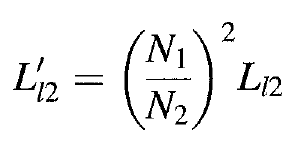 $L'_{l2} = \left(\frac{N_1}{N_2}\right)^2 L_{l2}$